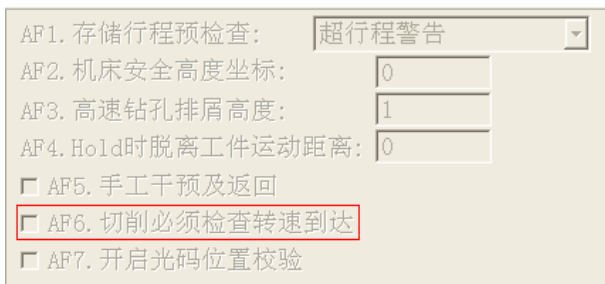 AF1.存储行程预检查: 超行程警告
AF2.机床安全高度坐标: 0
AF3.高速钻孔排屑高度: 1
AF4.Hold时脱离工件运动距离: 0
AF5.手工干预及返回
AF6.切削必须检查转速到达
AF7.开启光码位置校验